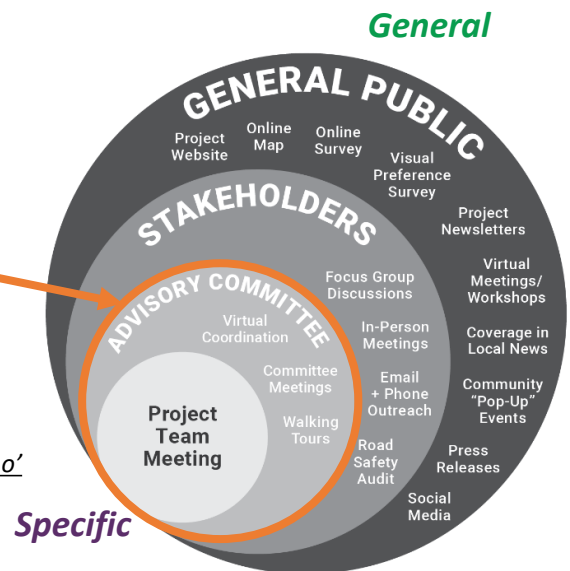 General
GENERAL PUBLIC
Project
Website
Online
Map
Online
Survey
Visual
Preference
Survey
Project
Newsletters
Virtual
Meetings/
Workshops
Coverage in
Local News
Community
“Pop-Up”
Events
Press
Releases
Social
Media
STAKEHOLDERS
Focus Group
Discussions
In-Person
Meetings
Email
+ Phone
Outreach
Road
Safety
Audit
ADVISORY COMMITTEE
Virtual
Coordination
Committee
Meetings
Walking
Tours
Project
Team
Meeting
o’
Specific